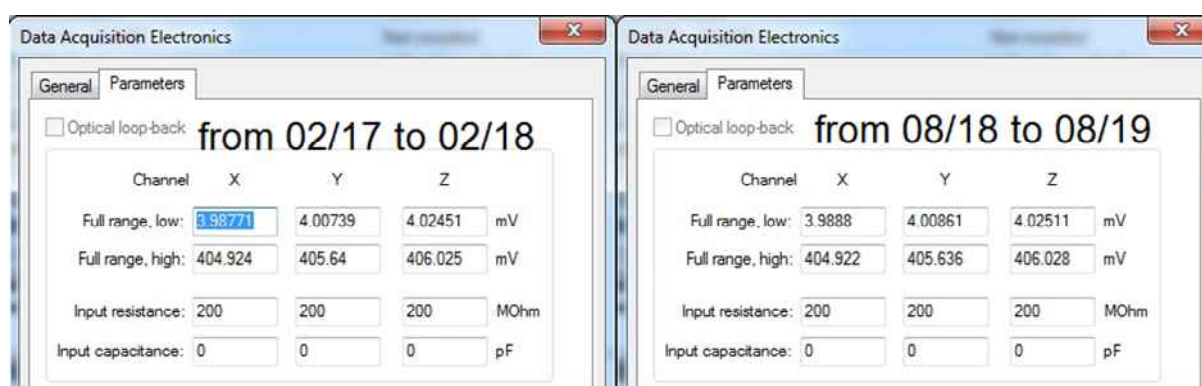 Data Acquisition Electronics
General Parameters
Optical loop-back from 02/17 to 02/18
Channel X Y Z
Full range, low: 3.98771 4.00739 4.02451 mV
Full range, high: 404.924 405.64 406.025 mV
Input resistance: 200 200 200 MOhm
Input capacitance: 0 0 0 pF
Data Acquisition Electronics
General Parameters
Optical loop-back from 08/18 to 08/19
Channel X Y Z
Full range, low: 3.9888 4.00861 4.02511 mV
Full range, high: 404.922 405.636 406.028 mV
Input resistance: 200 200 200 MOhm
Input capacitance: 0 0 0 pF